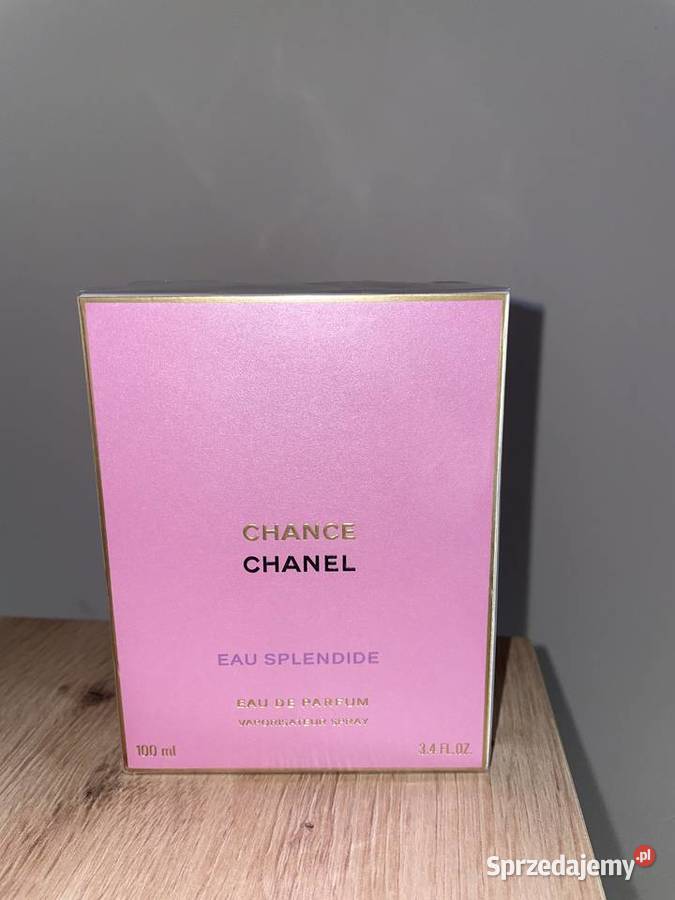 CHANCE
CHANEL
EAU SPLENDIDE
EAU DE PARFUM
VAPORISATEUR SPRAY
100 ml 3.4 FL.OZ.
Sprzedajemy.pl